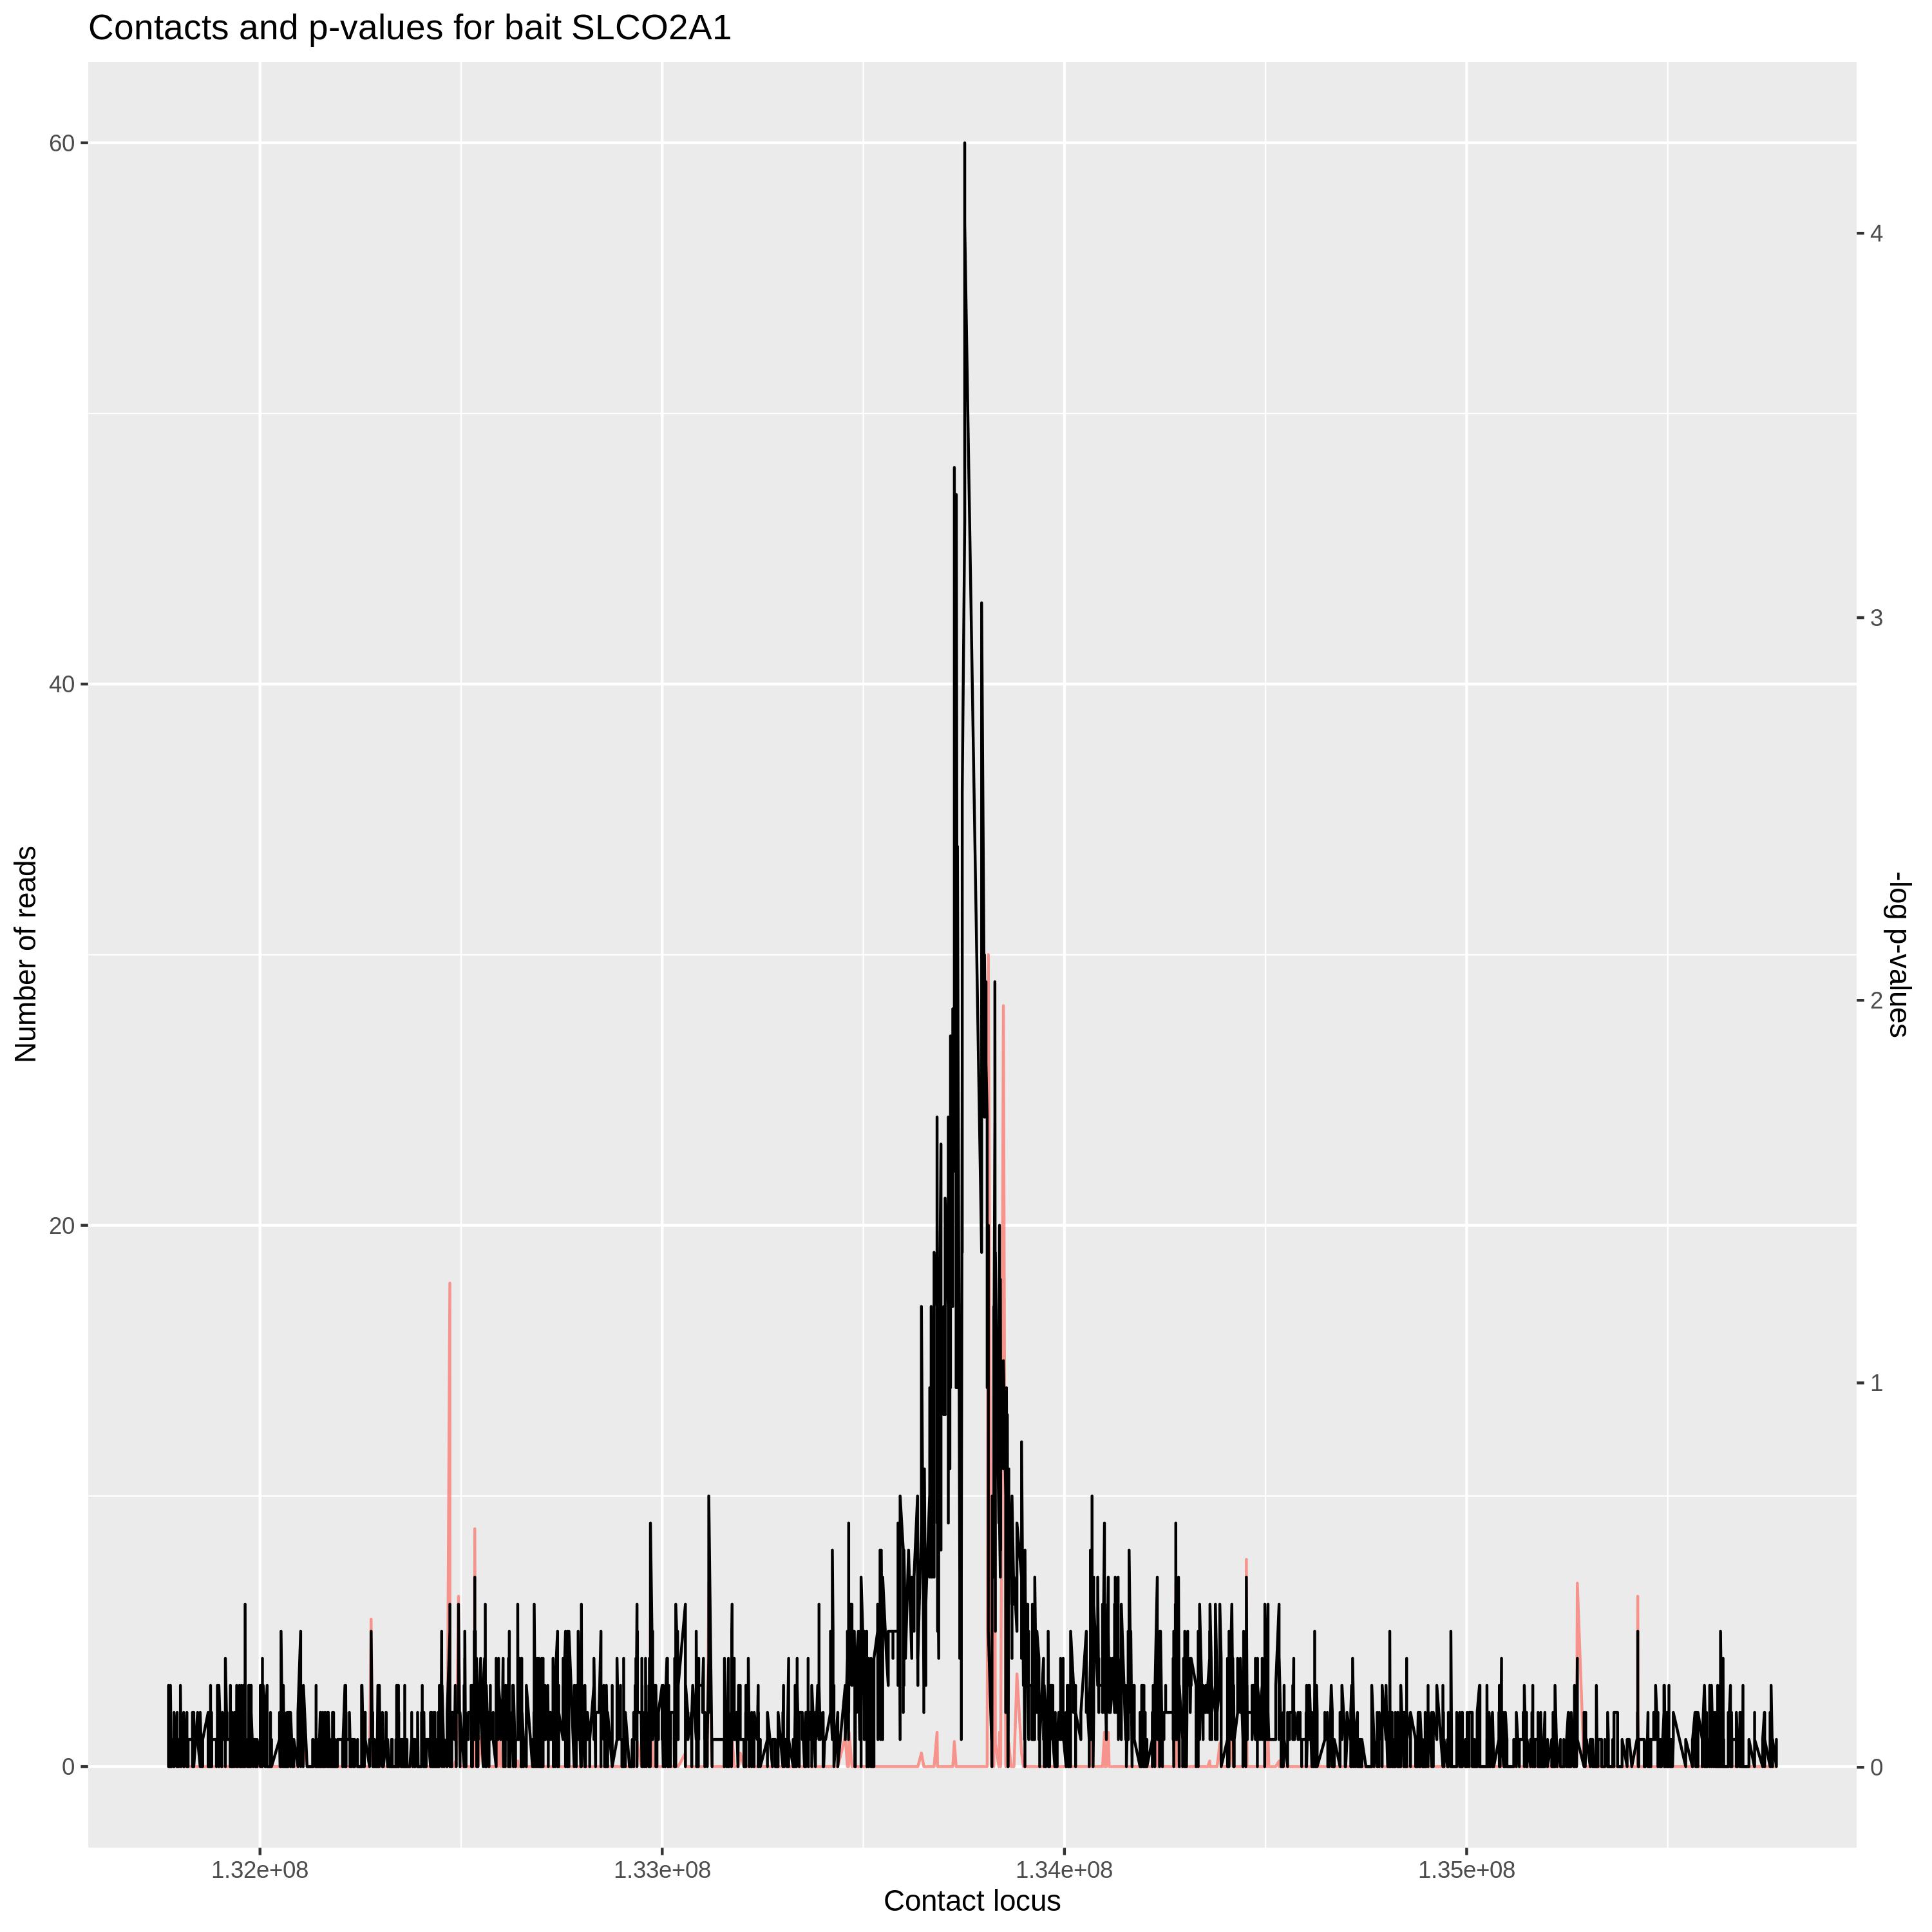 Contacts and p-values for bait SLCO2A1
60
40
20
0
Number of reads
4
3
2
1
0
-log p-values
1.32e+08
1.33e+08
1.34e+08
1.35e+08
Contact locus